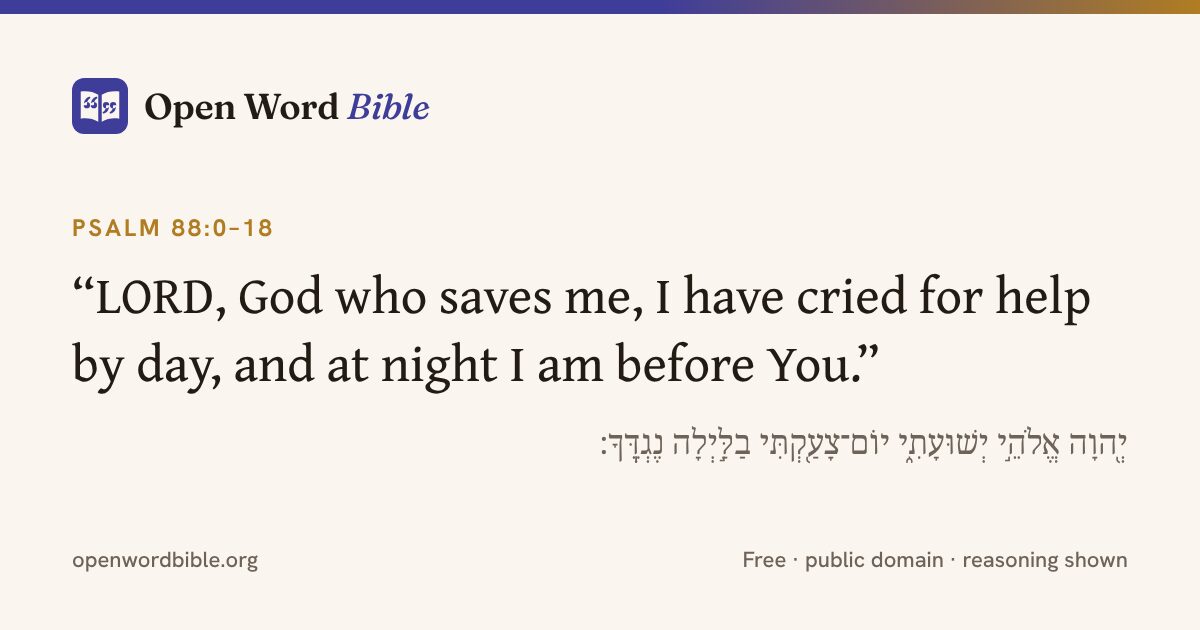 Open Word Bible
PSALM 88:0–18
“LORD, God who saves me, I have cried for help
by day, and at night I am before You.”
יְ֭הוָה אֱלֹהֵ֣י יְשׁוּעָתִ֑י יוֹם־צָעַ֖קְתִּי בַלַּ֣יְלָה נֶגְדֶּֽךָ׃
openwordbible.org
Free · public domain · reasoning shown